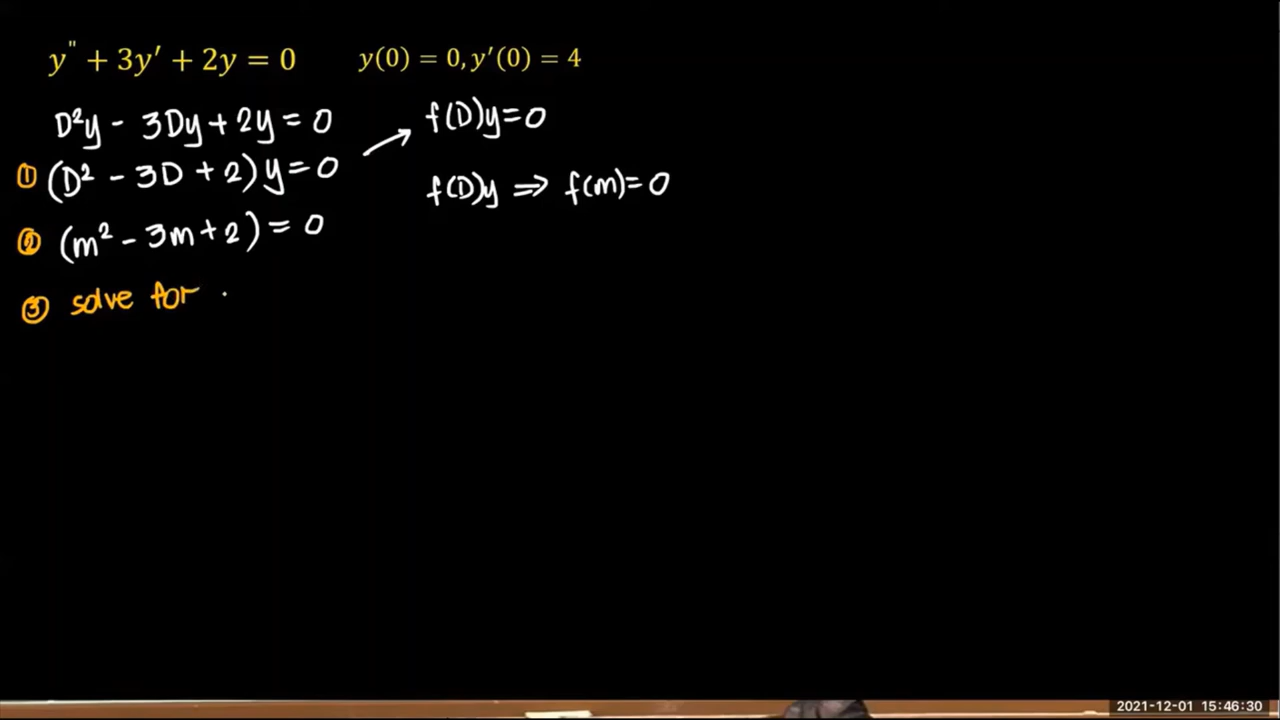 y" + 3y′ + 2y = 0 y(0) = 0, y′(0) = 4
D²y - 3Dy + 2y = 0
f(D)y = 0
① (D² - 3D + 2) y = 0
f(D)y ⇒ f(m) = 0
② (m² - 3m + 2) = 0
③ solve for
2021-12-01 15:46:30